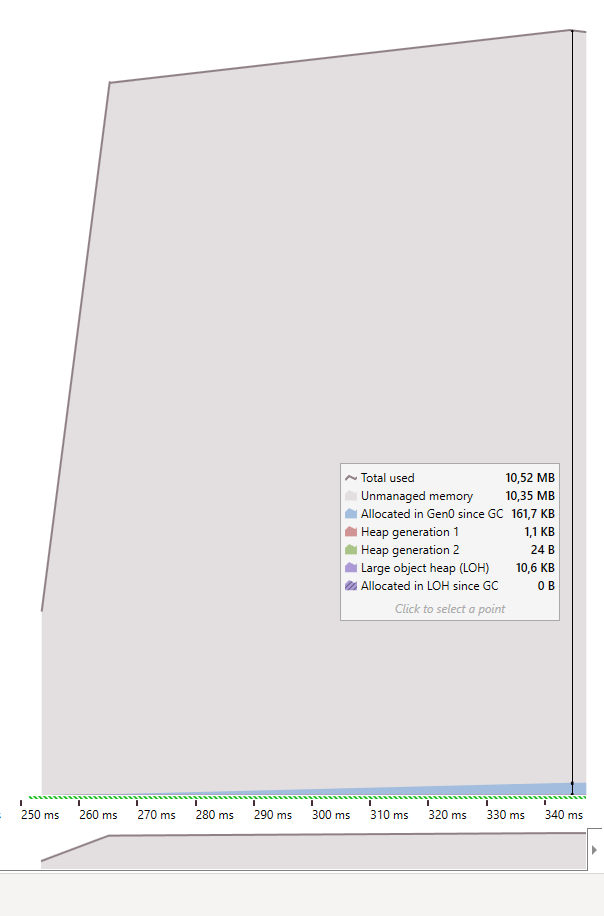 Total used 10,52 MB
Unmanaged memory 10,35 MB
Allocated in Gen0 since GC 161,7 KB
Heap generation 1 1,1 KB
Heap generation 2 24 B
Large object heap (LOH) 10,6 KB
Allocated in LOH since GC 0 B
Click to select a point
250 ms 260 ms 270 ms 280 ms 290 ms 300 ms 310 ms 320 ms 330 ms 340 ms